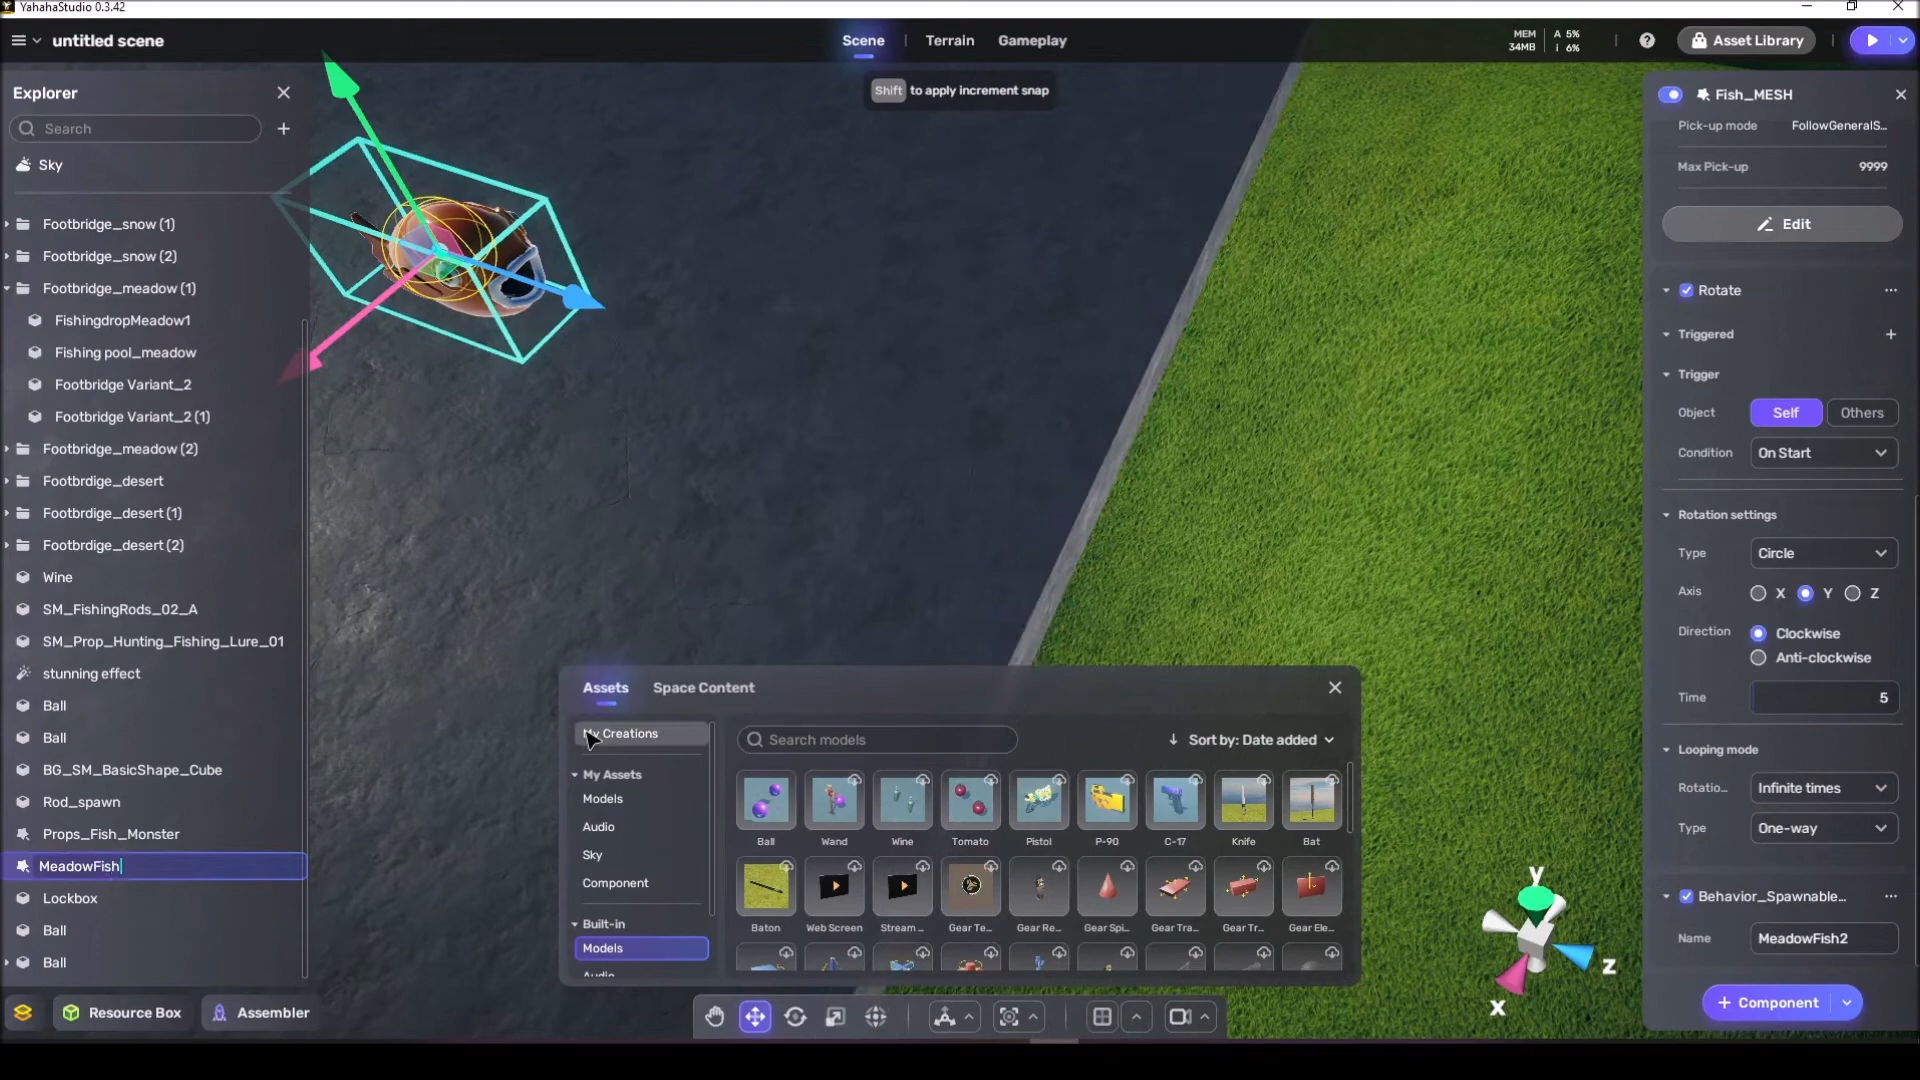 YahahaStudio 0.3.42
untitled scene
Scene
Terrain
Gameplay
MEM
34MB
A 5%
i 6%
Asset Library
Shift to apply increment snap
Explorer
Search
Sky
Footbridge_snow (1)
Footbridge_snow (2)
Footbridge_meadow (1)
FishingdropMeadow1
Fishing pool_meadow
Footbridge Variant_2
Footbridge Variant_2 (1)
Footbridge_meadow (2)
Footbrdige_desert
Footbrdige_desert (1)
Footbrdige_desert (2)
Wine
SM_FishingRods_02_A
SM_Prop_Hunting_Fishing_Lure_01
stunning effect
Ball
Ball
BG_SM_BasicShape_Cube
Rod_spawn
Props_Fish_Monster
MeadowFish
Lockbox
Ball
Ball
Resource Box
Assembler
Assets
Space Content
My Creations
My Assets
Models
Audio
Sky
Component
Built-in
Models
Audio
Search models
Sort by: Date added
Ball
Wand
Wine
Tomato
Pistol
P-90
C-17
Knife
Bat
Baton
Web Screen
Stream ...
Gear Te...
Gear Re...
Gear Spi...
Gear Tra...
Gear Tr...
Gear Ele...
Fish_MESH
Pick-up mode FollowGeneralS...
Max Pick-up 9999
Edit
Rotate
Triggered
Trigger
Object Self Others
Condition On Start
Rotation settings
Type Circle
Axis X Y Z
Direction Clockwise
Anti-clockwise
Time 5
Looping mode
Rotatio... Infinite times
Type One-way
Behavior_Spawnable...
Name MeadowFish2
Component
y
Z
X